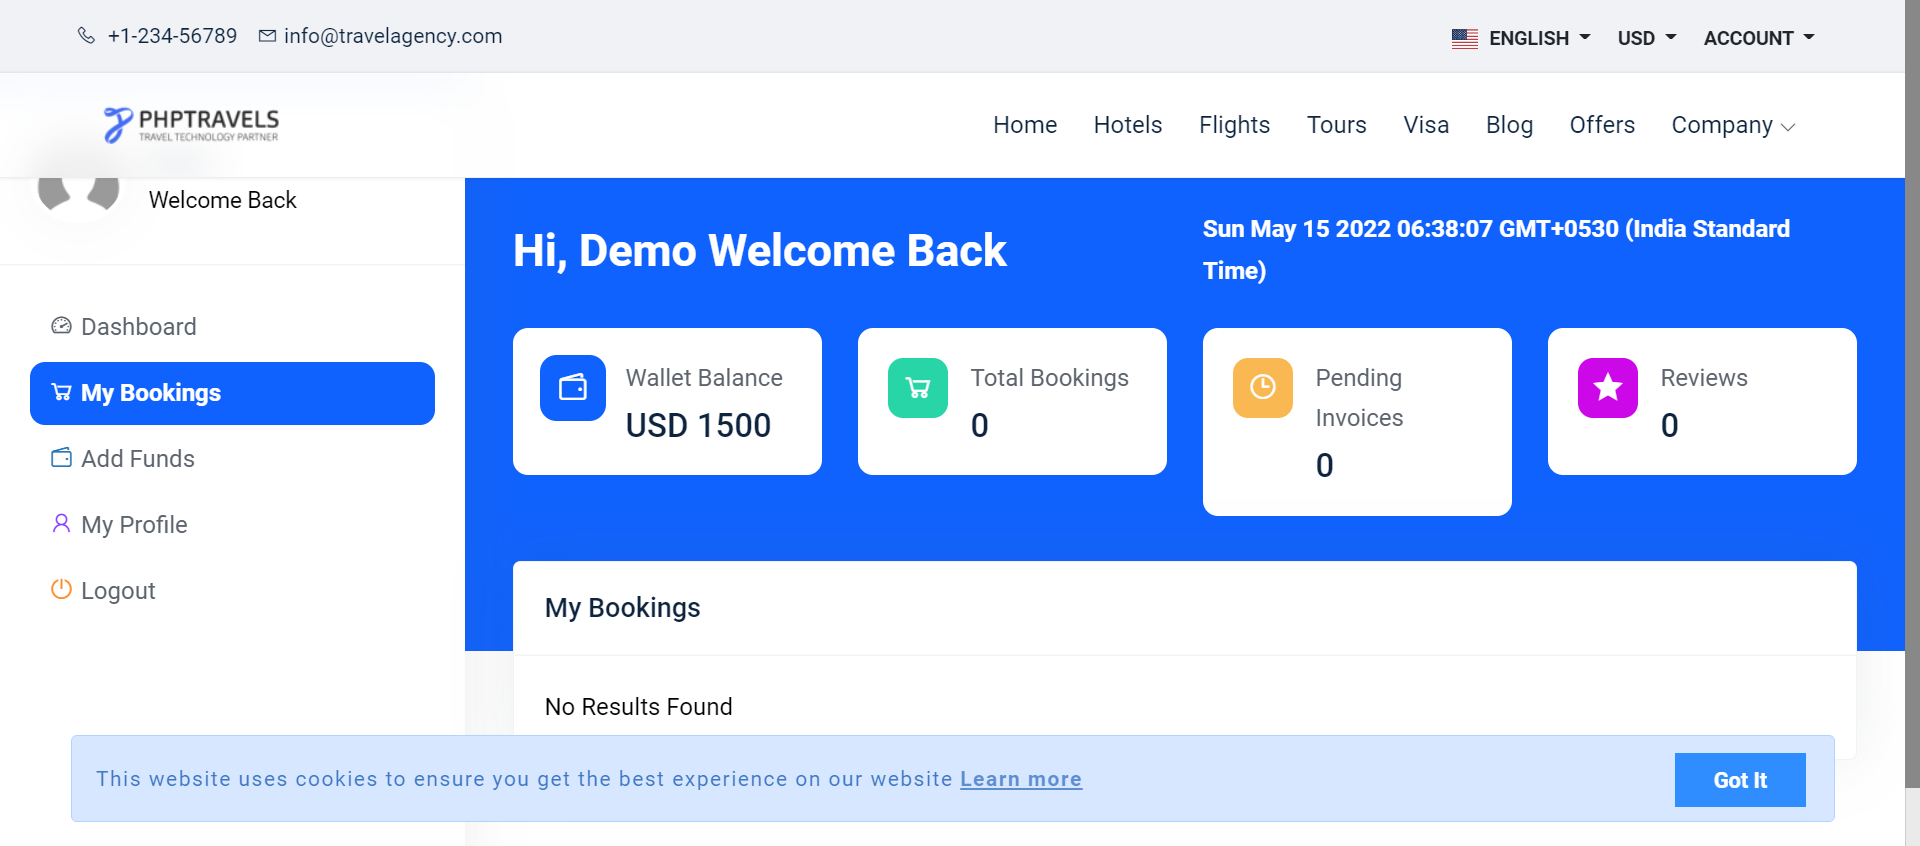 +1-234-56789 info@travelagency.com
ENGLISH USD ACCOUNT
PHPTRAVELS
TRAVEL TECHNOLOGY PARTNER
Home Hotels Flights Tours Visa Blog Offers Company
Welcome Back
Dashboard
My Bookings
Add Funds
My Profile
Logout
Hi, Demo Welcome Back
Sun May 15 2022 06:38:07 GMT+0530 (India Standard
Time)
Wallet Balance
USD 1500
Total Bookings
0
Pending
Invoices
0
Reviews
0
My Bookings
No Results Found
This website uses cookies to ensure you get the best experience on our website Learn more
Got It